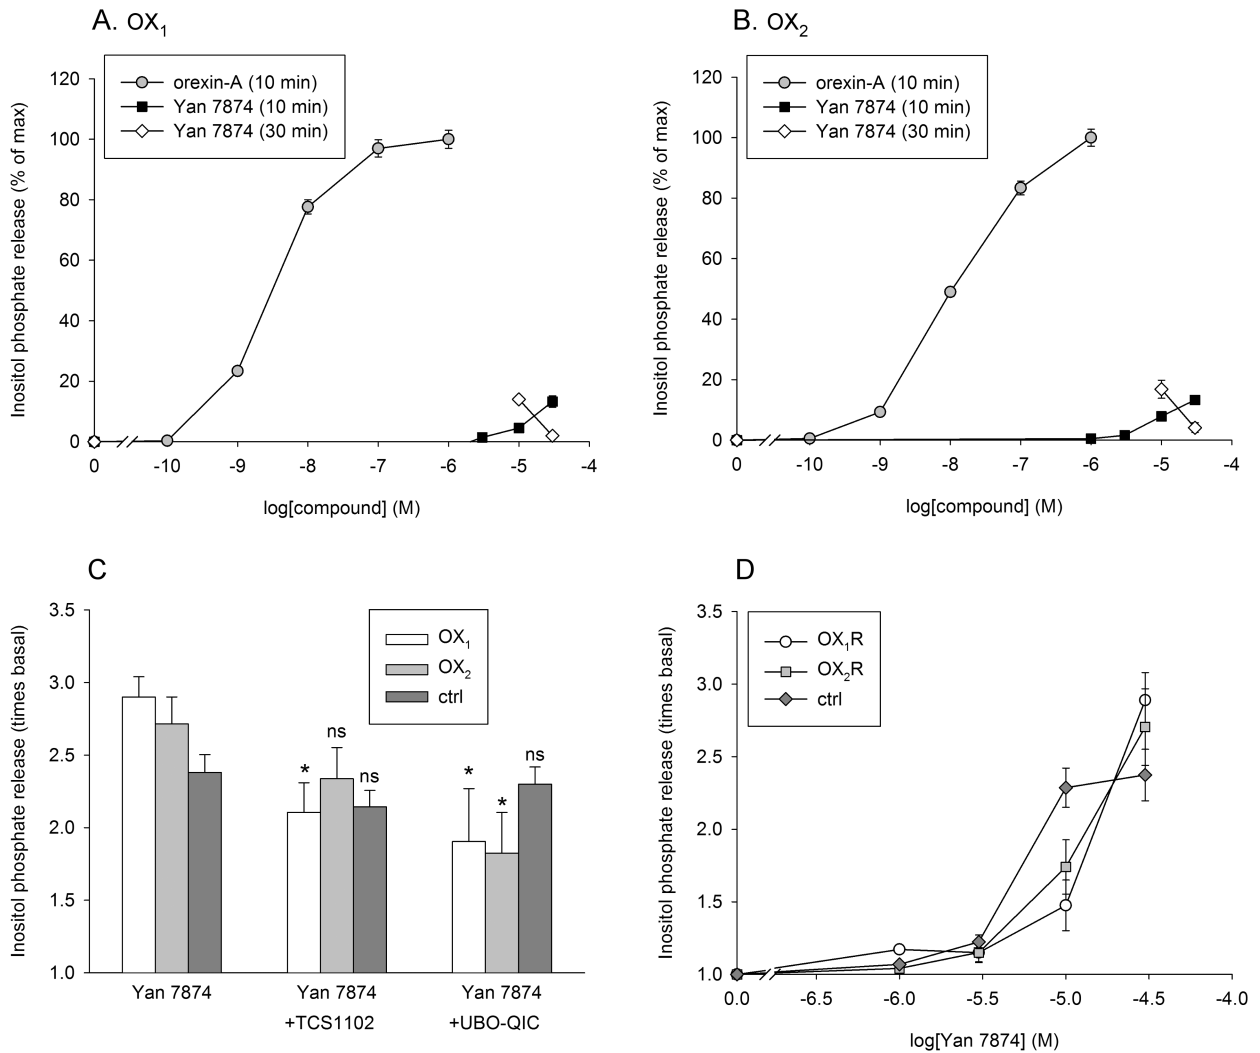 A. OX1
orexin-A (10 min)
Yan 7874 (10 min)
Yan 7874 (30 min)
Inositol phosphate release (% of max)
120
100
80
60
40
20
0
0 -10 -9 -8 -7 -6 -5 -4
log[compound] (M)
B. OX2
orexin-A (10 min)
Yan 7874 (10 min)
Yan 7874 (30 min)
Inositol phosphate release (% of max)
120
100
80
60
40
20
0
0 -10 -9 -8 -7 -6 -5 -4
log[compound] (M)
C
OX1
OX2
ctrl
Inositol phosphate release (times basal)
3.5
3.0
2.5
2.0
1.5
1.0
* ns ns
* * ns
Yan 7874 Yan 7874 Yan 7874
+TCS1102 +UBO-QIC
D
OX1R
OX2R
ctrl
Inositol phosphate release (times basal)
3.5
3.0
2.5
2.0
1.5
1.0
0.0 -6.5 -6.0 -5.5 -5.0 -4.5 -4.0
log[Yan 7874] (M)